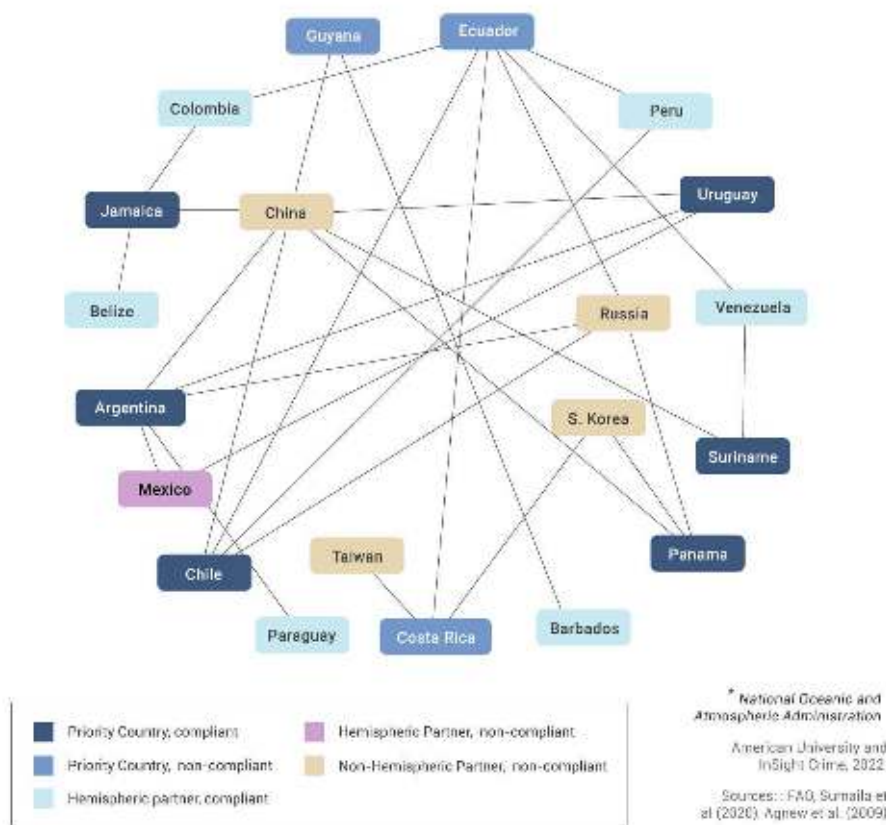 Guyana
Ecuador
Colombia
Peru
Jamaica
China
Uruguay
Belize
Russia
Venezuela
Argentina
S. Korea
Mexico
Suriname
Chile
Taiwan
Panama
Paraguay
Costa Rica
Barbados
Priority Country, compliant
Hemispheric Partner, non-compliant
Priority Country, non-compliant
Non-Hemispheric Partner, non-compliant
Hemispheric partner, compliant
* National Oceanic and
Atmospheric Administration
American University and
InSight Crime, 2022
Sources: : FAO, Sumaila et
al (2020), Agnew et al. (2009)